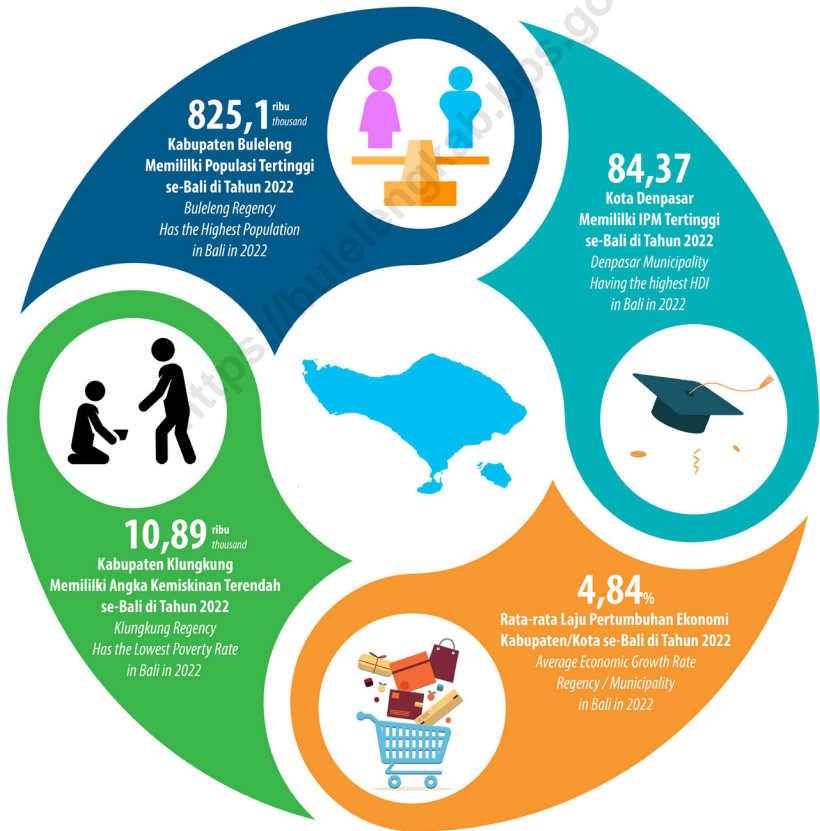 825,1 ribu
thousand
Kabupaten Buleleng
Memililki Populasi Tertinggi
se-Bali di Tahun 2022
Buleleng Regency
Has the Highest Population
in Bali in 2022
84,37
Kota Denpasar
Memililki IPM Tertinggi
se-Bali di Tahun 2022
Denpasar Municipality
Having the highest HDI
in Bali in 2022
10,89 ribu
thousand
Kabupaten Klungkung
Memililki Angka Kemiskinan Terendah
se-Bali di Tahun 2022
Klungkung Regency
Has the Lowest Poverty Rate
in Bali in 2022
4,84%
Rata-rata Laju Pertumbuhan Ekonomi
Kabupaten/Kota se-Bali di Tahun 2022
Average Economic Growth Rate
Regency / Municipality
in Bali in 2022
https://bulelengkab.bps.go